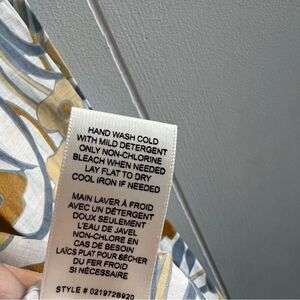 HAND WASH COLD
WITH MILD DETERGENT
ONLY NON-CHLORINE
BLEACH WHEN NEEDED
LAY FLAT TO DRY
COOL IRON IF NEEDED
MAIN LAVER À FROID
AVEC UN DÉTERGENT
DOUX SEULEMENT
L'EAU DE JAVEL
NON-CHLORE EN
CAS DE BESOIN
LAÏCS PLAT POUR SÉCHER
DU FER FROID
SI NÉCESSAIRE
STYLE # 021972B920